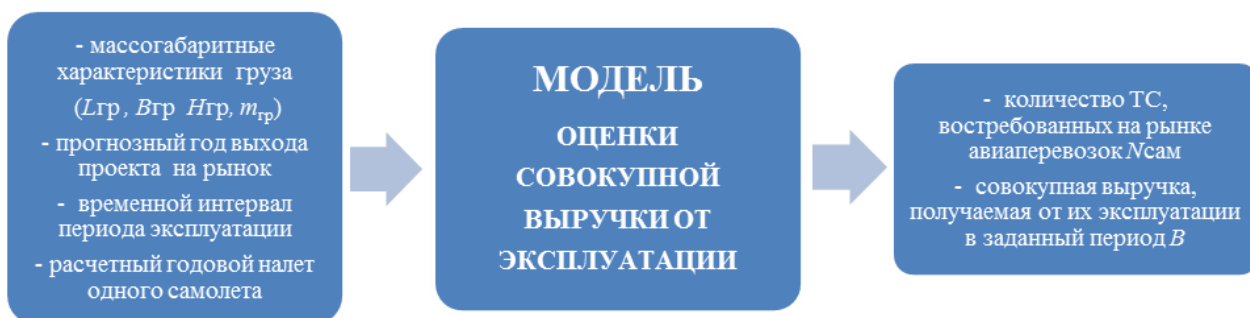 - массогабаритные
характеристики груза
(Lгр , Bгр Hгр, mгр)
- прогнозный год выхода
проекта на рынок
- временной интервал
периода эксплуатации
- расчетный годовой налет
одного самолета
МОДЕЛЬ
ОЦЕНКИ
СОВОКУПНОЙ
ВЫРУЧКИ ОТ
ЭКСПЛУАТАЦИИ
- количество ТС,
востребованных на рынке
авиаперевозок Nсам
- совокупная выручка,
получаемая от их эксплуатации
в заданный период B